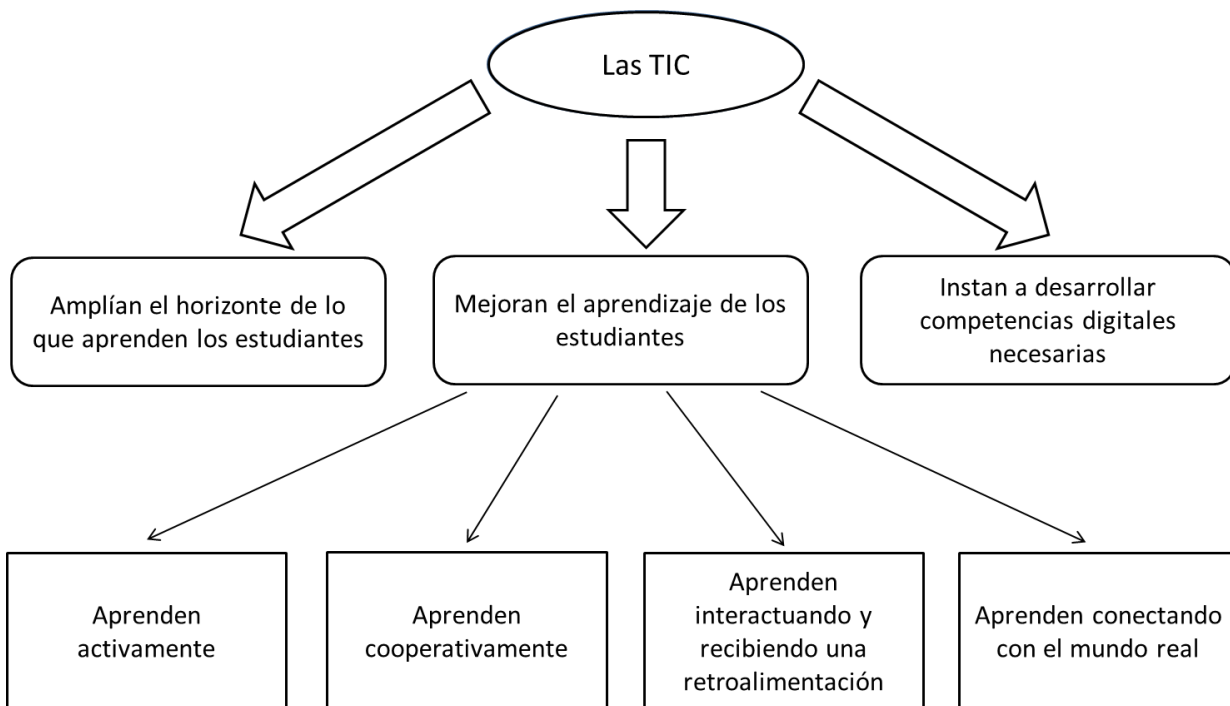 Las TIC
Amplían el horizonte de lo
que aprenden los estudiantes
Mejoran el aprendizaje de los
estudiantes
Instan a desarrollar
competencias digitales
necesarias
Aprenden
activamente
Aprenden
cooperativamente
Aprenden
interactuando y
recibiendo una
retroalimentación
Aprenden conectando
con el mundo real